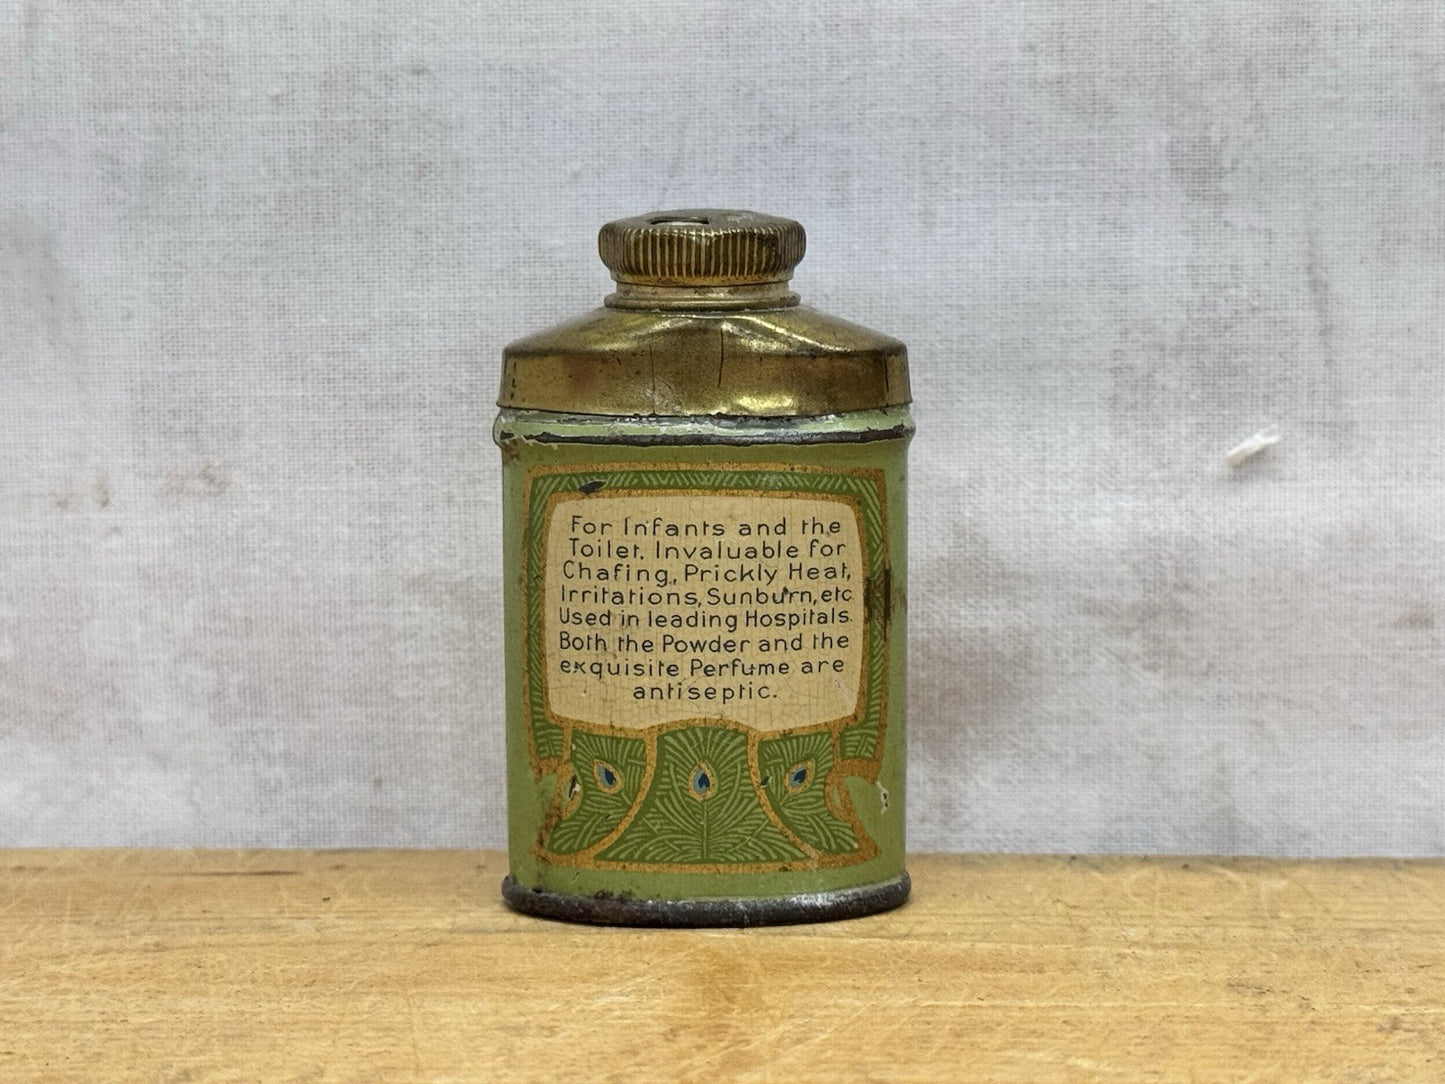 For Infants and the
Toilet. Invaluable for
Chafing, Prickly Heat,
Irritations, Sunburn, etc
Used in leading Hospitals.
Both the Powder and the
exquisite Perfume are
antiseptic.